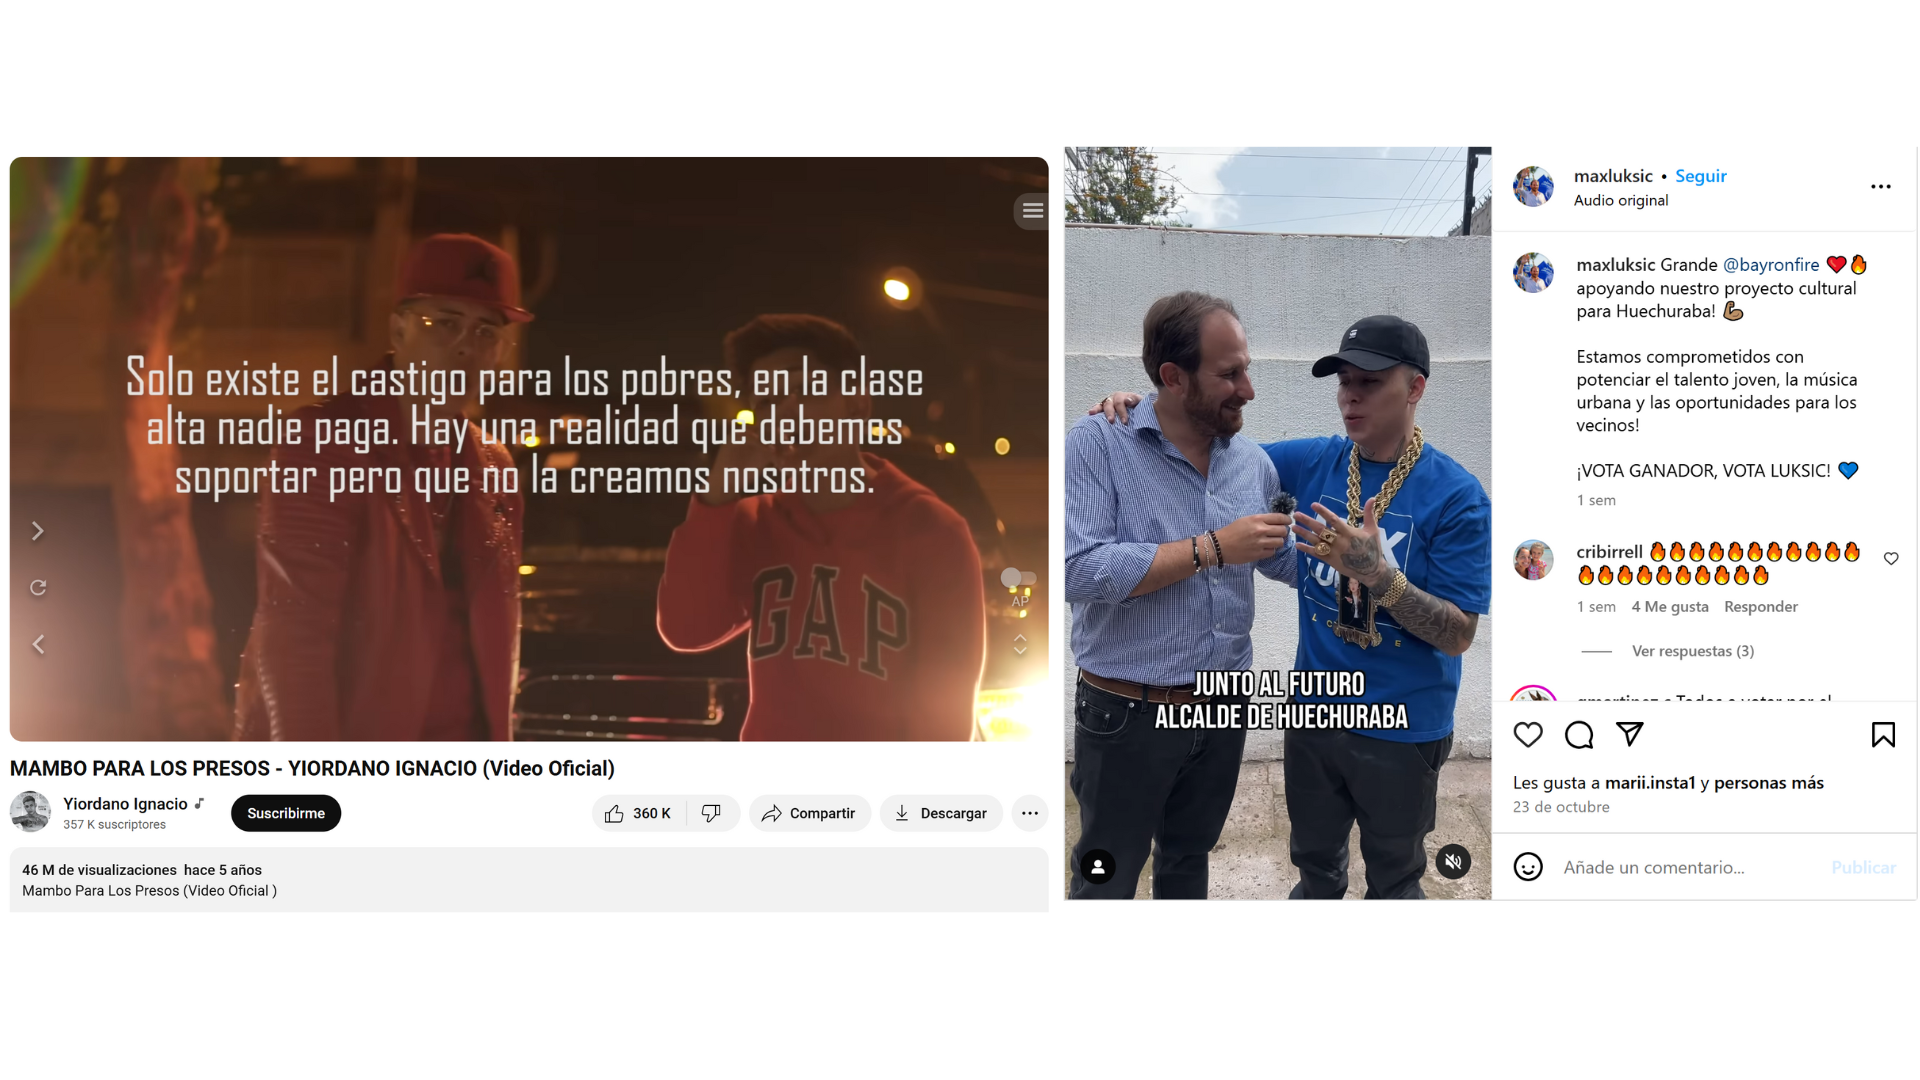 Solo existe el castigo para los pobres, en la clase
alta nadie paga. Hay una realidad que debemos
soportar pero que no la creamos nosotros.
GAP
AP
MAMBO PARA LOS PRESOS - YIORDANO IGNACIO (Video Oficial)
Yiordano Ignacio
357 K suscriptores
Suscribirme
360 K
Compartir
Descargar
46 M de visualizaciones hace 5 años
Mambo Para Los Presos (Video Oficial )
JUNTO AL FUTURO
ALCALDE DE HUECHURABA
maxluksic • Seguir
Audio original
maxluksic Grande @bayronfire ❤️🔥
apoyando nuestro proyecto cultural
para Huechuraba! 💪🏽
Estamos comprometidos con
potenciar el talento joven, la música
urbana y las oportunidades para los
vecinos!
¡VOTA GANADOR, VOTA LUKSIC! 💙
1 sem
cribirrell 🔥🔥🔥🔥🔥🔥🔥🔥🔥🔥🔥
🔥🔥🔥🔥🔥🔥🔥🔥🔥🔥
1 sem 4 Me gusta Responder
Ver respuestas (3)
Les gusta a marii.insta1 y personas más
23 de octubre
Añade un comentario...
Publicar